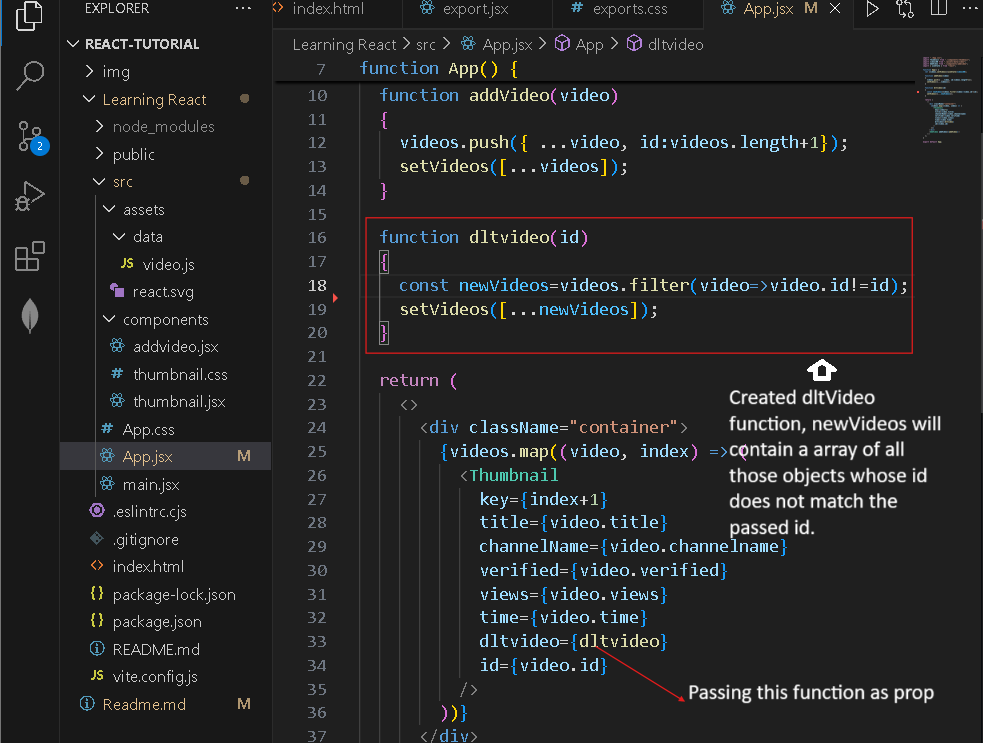 EXPLORER ...
REACT-TUTORIAL
img
Learning React
node_modules
public
src
assets
data
JS video.js
react.svg
components
addvideo.jsx
# thumbnail.css
thumbnail.jsx
# App.css
App.jsx M
main.jsx
.eslintrc.cjs
.gitignore
<> index.html
{} package-lock.json
{} package.json
README.md
JS vite.config.js
Readme.md M
2
<> index.html export.jsx # exports.css App.jsx M
Learning React > src > App.jsx > App > dltvideo
7 function App() {
10 function addVideo(video)
11 {
12 videos.push({ ...video, id:videos.length+1});
13 setVideos([...videos]);
14 }
15
16 function dltvideo(id)
17 {
18 const newVideos=videos.filter(video=>video.id!=id);
19 setVideos([...newVideos]);
20 }
21
22 return (
23 <>
24 <div className="container">
25 {videos.map((video, index) => (
26 <Thumbnail
27 key={index+1}
28 title={video.title}
29 channelName={video.channelname}
30 verified={video.verified}
31 views={video.views}
32 time={video.time}
33 dltvideo={dltvideo}
34 id={video.id}
35 />
36 ))}
37 </div>
Created dltVideo
function, newVideos will
contain a array of all
those objects whose id
does not match the
passed id.
Passing this function as prop